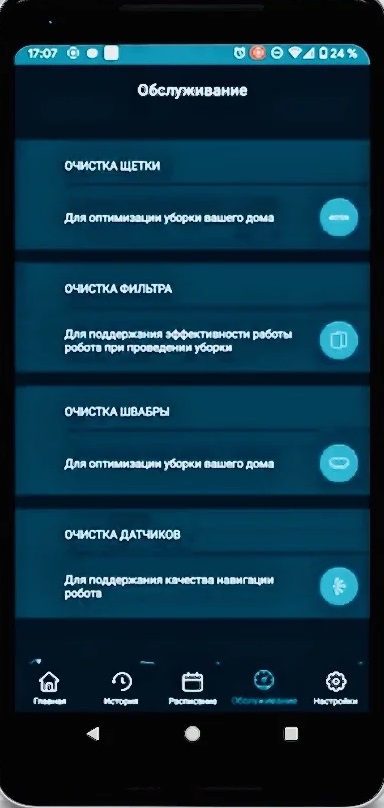 17:07
24 %
Обслуживание
ОЧИСТКА ЩЕТКИ
Для оптимизации уборки вашего дома
ОЧИСТКА ФИЛЬТРА
Для поддержания эффективности работы
робота при проведении уборки
ОЧИСТКА ШВАБРЫ
Для оптимизации уборки вашего дома
ОЧИСТКА ДАТЧИКОВ
Для поддержания качества навигации
робота
Главная История Расписание Обслуживание Настройки